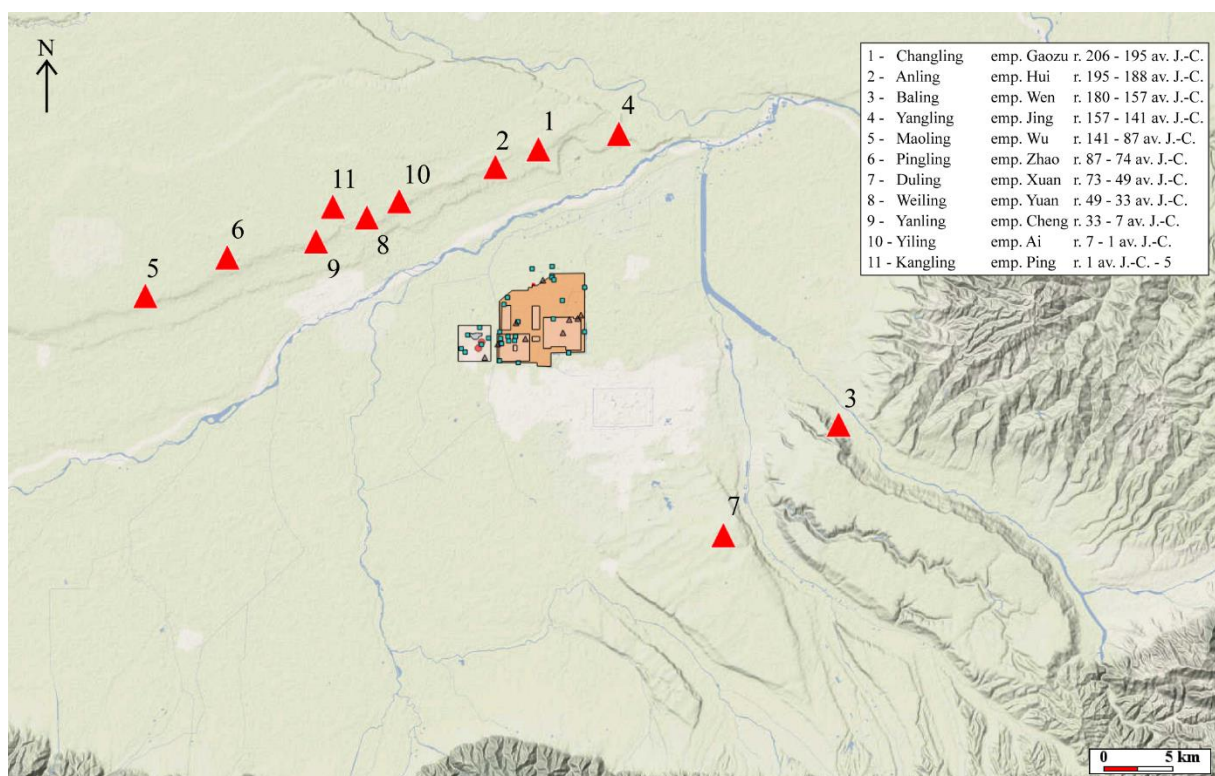 N
1 - Changling emp. Gaozu r. 206 - 195 av. J.-C.
2 - Anling emp. Hui r. 195 - 188 av. J.-C.
3 - Baling emp. Wen r. 180 - 157 av. J.-C.
4 - Yangling emp. Jing r. 157 - 141 av. J.-C.
5 - Maoling emp. Wu r. 141 - 87 av. J.-C.
6 - Pingling emp. Zhao r. 87 - 74 av. J.-C.
7 - Duling emp. Xuan r. 73 - 49 av. J.-C.
8 - Weiling emp. Yuan r. 49 - 33 av. J.-C.
9 - Yanling emp. Cheng r. 33 - 7 av. J.-C.
10 - Yiling emp. Ai r. 7 - 1 av. J.-C.
11 - Kangling emp. Ping r. 1 av. J.-C. - 5
4
1
2
11
10
8
6
9
5
3
7
0 5 km